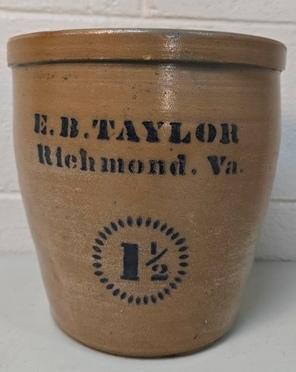 E.B.TAYLOR
Richmond. Va.
1½